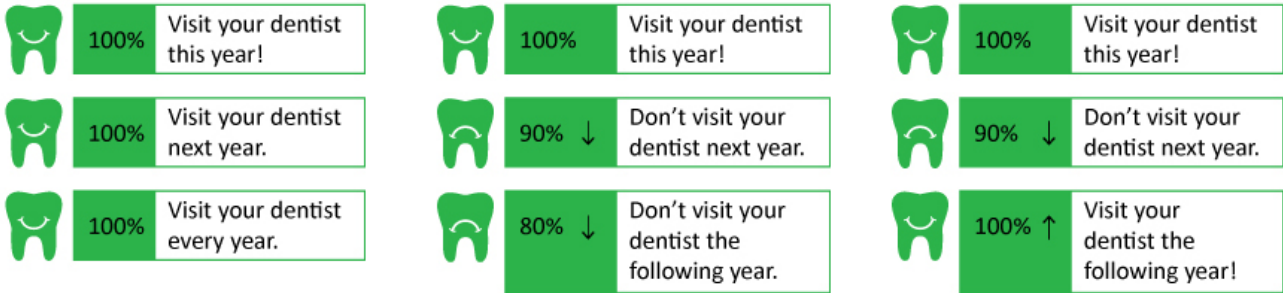 100% Visit your dentist
this year!
100% Visit your dentist
next year.
100% Visit your dentist
every year.
100% Visit your dentist
this year!
90% ↓ Don’t visit your
dentist next year.
80% ↓ Don’t visit your
dentist the
following year.
100% Visit your dentist
this year!
90% ↓ Don’t visit your
dentist next year.
100% ↑ Visit your
dentist the
following year!